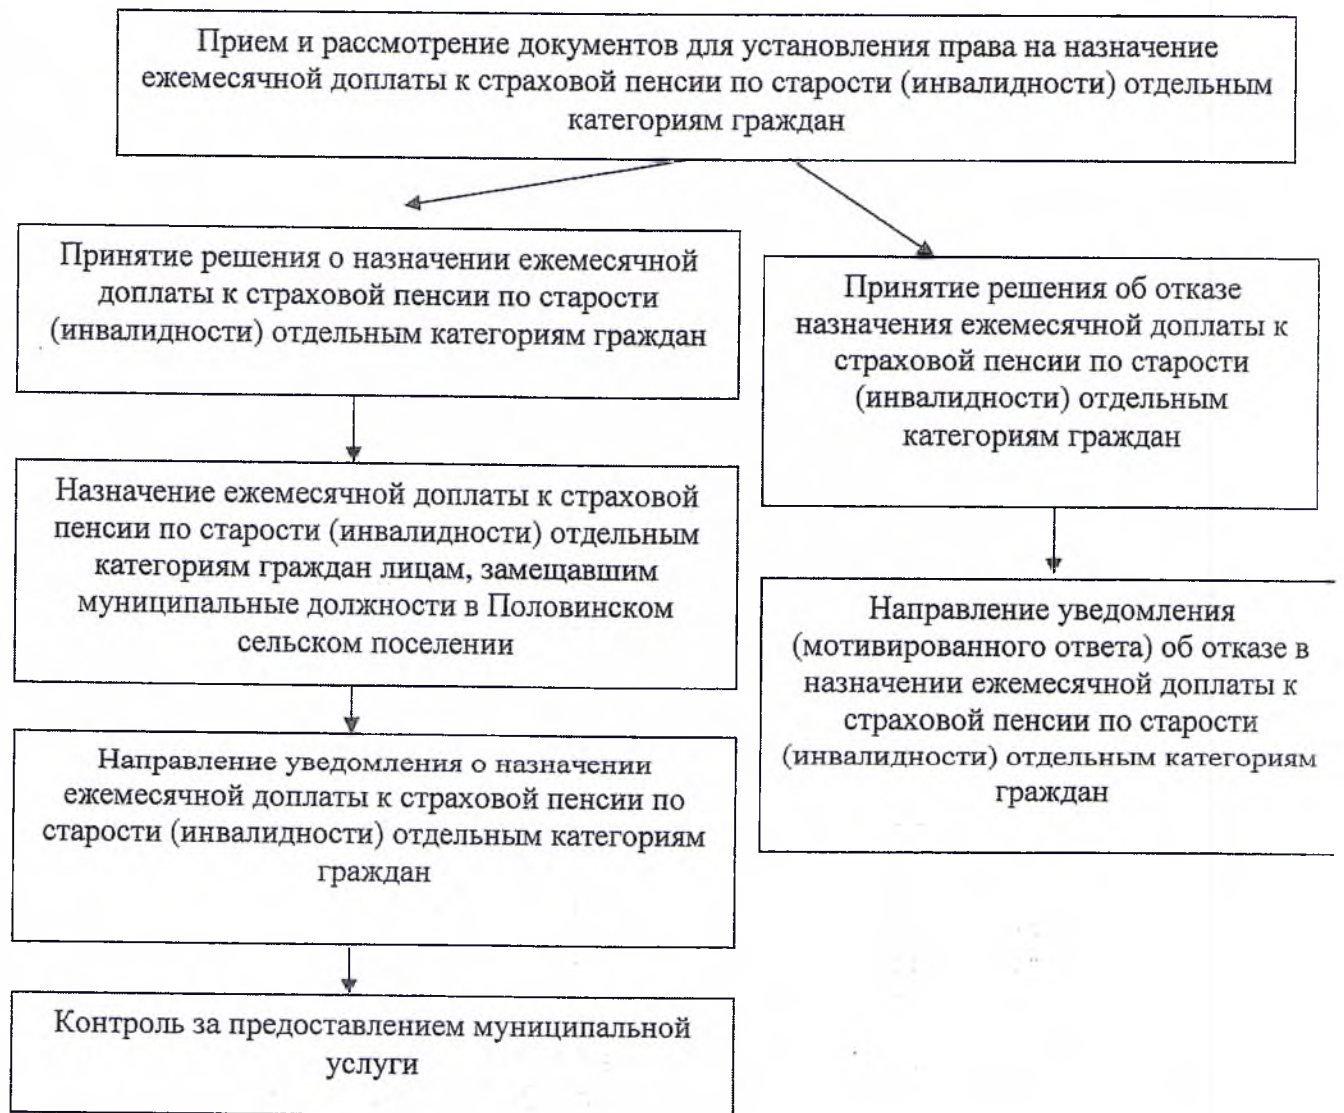 Прием и рассмотрение документов для установления права на назначение
ежемесячной доплаты к страховой пенсии по старости (инвалидности) отдельным
категориям граждан
Принятие решения о назначении ежемесячной
доплаты к страховой пенсии по старости
(инвалидности) отдельным категориям граждан
Назначение ежемесячной доплаты к страховой
пенсии по старости (инвалидности) отдельным
категориям граждан лицам, замещавшим
муниципальные должности в Половинском
сельском поселении
Направление уведомления о назначении
ежемесячной доплаты к страховой пенсии по
старости (инвалидности) отдельным категориям
граждан
Контроль за предоставлением муниципальной
услуги
Принятие решения об отказе
назначения ежемесячной доплаты к
страховой пенсии по старости
(инвалидности) отдельным
категориям граждан
Направление уведомления
(мотивированного ответа) об отказе в
назначении ежемесячной доплаты к
страховой пенсии по старости
(инвалидности) отдельным категориям
граждан